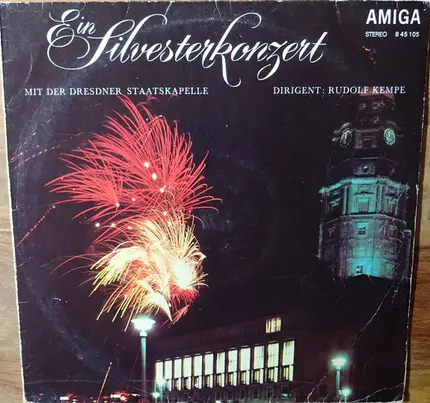 Ein
Silvesterkonzert
AMIGA
STEREO 8 45 105
MIT DER DRESDNER STAATSKAPELLE
DIRIGENT: RUDOLF KEMPE